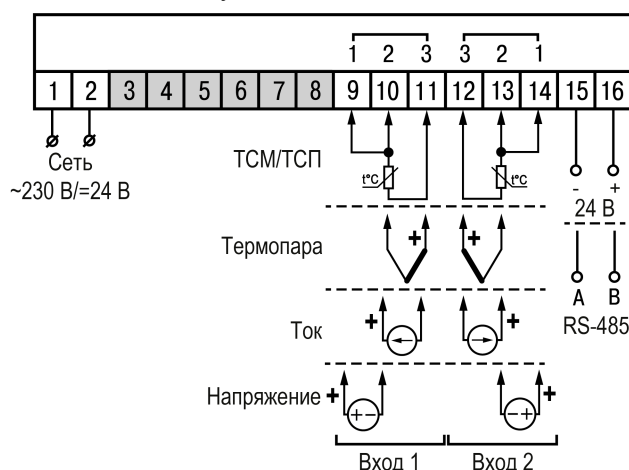 1 2 3 3 2 1
1 2 3 4 5 6 7 8 9 10 11 12 13 14 15 16
Сеть
~230 В/=24 В
ТСМ/ТСП
t°C t°C
- +
24 В
Термопара
+ +
A B
RS-485
Ток
+ +
Напряжение
+ + - - + +
Вход 1 Вход 2